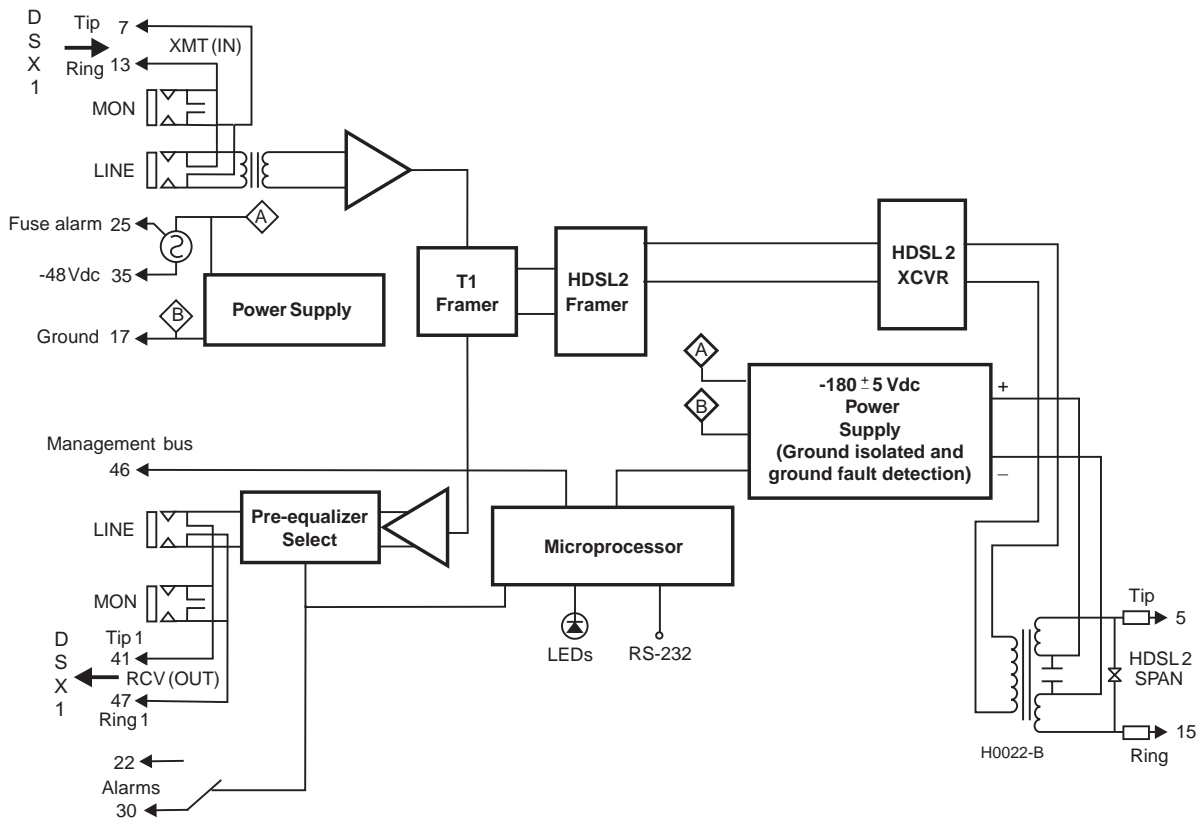 D
S
X
1
Tip 7
XMT (IN)
Ring 13
MON
LINE
Fuse alarm 25
A
-48 Vdc 35
Power Supply
B
Ground 17
T1
Framer
HDSL2
Framer
HDSL 2
XCVR
A
B
-180 ± 5 Vdc
Power
Supply
(Ground isolated and
ground fault detection)
+
–
Management bus
46
LINE
Pre-equalizer
Select
Microprocessor
MON
LEDs
RS-232
D
S
X
1
Tip 1
41
RCV (OUT)
47
Ring 1
22
Alarms
30
Tip
5
HDSL 2
SPAN
15
Ring
H0022-B